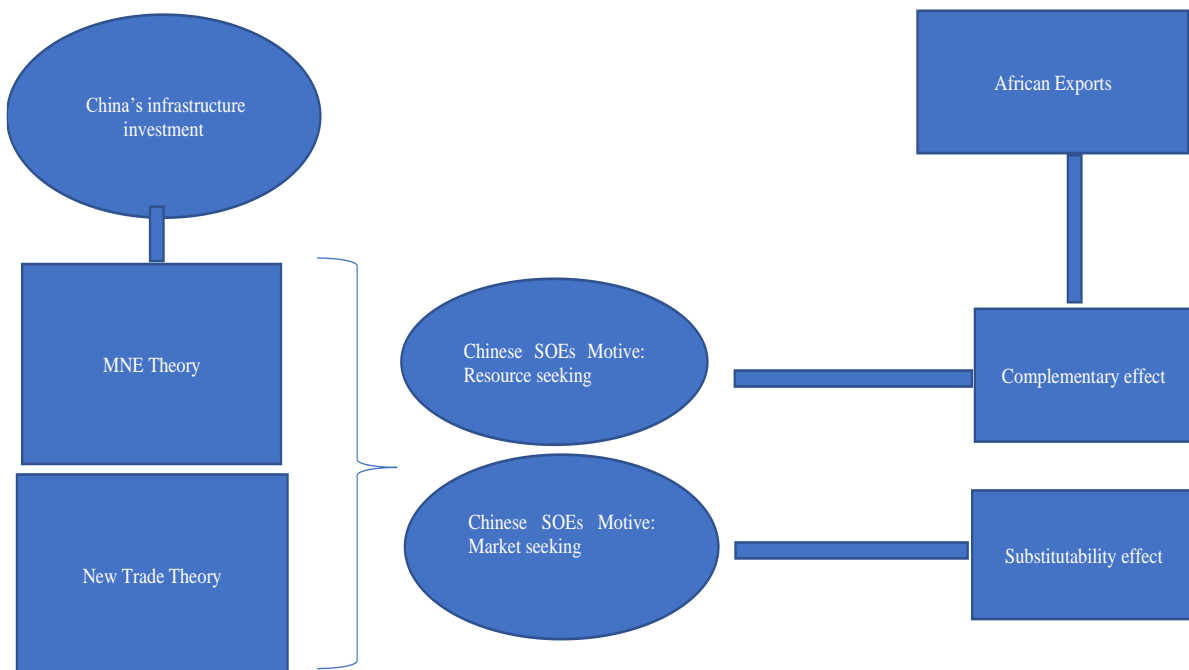 China’s infrastructure
investment
African Exports
MNE Theory
Chinese SOEs Motive:
Resource seeking
Complementary effect
Chinese SOEs Motive:
Market seeking
New Trade Theory
Substitutability effect